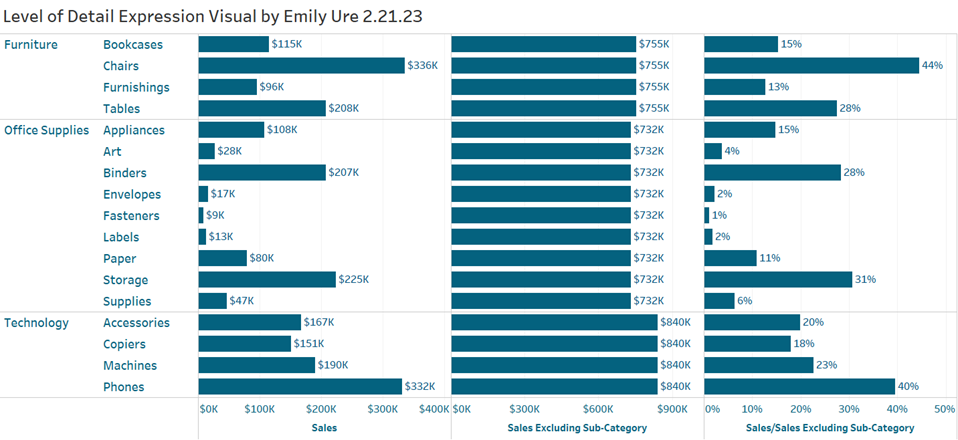 Level of Detail Expression Visual by Emily Ure 2.21.23
Furniture Bookcases $115K $755K 15%
Chairs $336K $755K 44%
Furnishings $96K $755K 13%
Tables $208K $755K 28%
Office Supplies Appliances $108K $732K 15%
Art $28K $732K 4%
Binders $207K $732K 28%
Envelopes $17K $732K 2%
Fasteners $9K $732K 1%
Labels $13K $732K 2%
Paper $80K $732K 11%
Storage $225K $732K 31%
Supplies $47K $732K 6%
Technology Accessories $167K $840K 20%
Copiers $151K $840K 18%
Machines $190K $840K 23%
Phones $332K $840K 40%
$0K $100K $200K $300K $400K $0K $300K $600K $900K 0% 10% 20% 30% 40% 50%
Sales Sales Excluding Sub-Category Sales/Sales Excluding Sub-Category